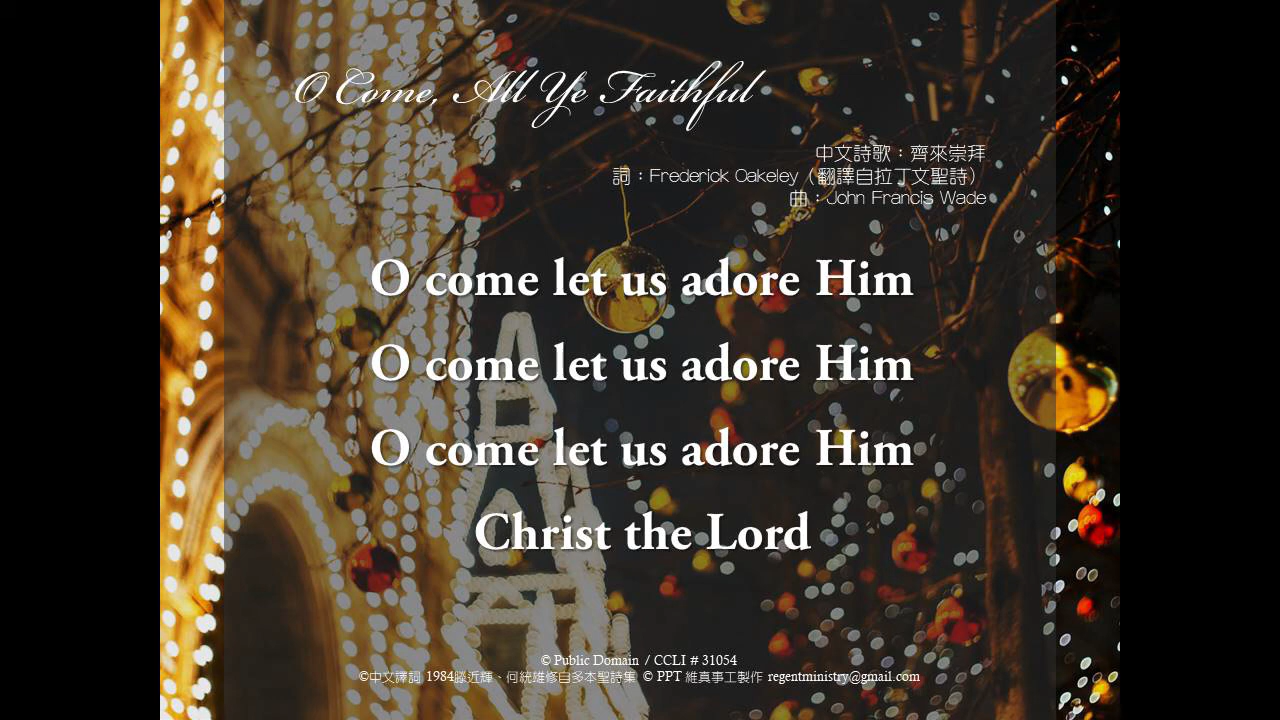 O Come, All Ye Faithful
中文詩歌：齊來崇拜
詞：Frederick Oakeley（翻譯自拉丁文聖詩）
曲：John Francis Wade
O come let us adore Him
O come let us adore Him
O come let us adore Him
Christ the Lord
© Public Domain / CCLI # 31054
©中文譯詞 1984滕近輝、何統雄修自多本聖詩集 © PPT 維真事工製作 regentministry@gmail.com